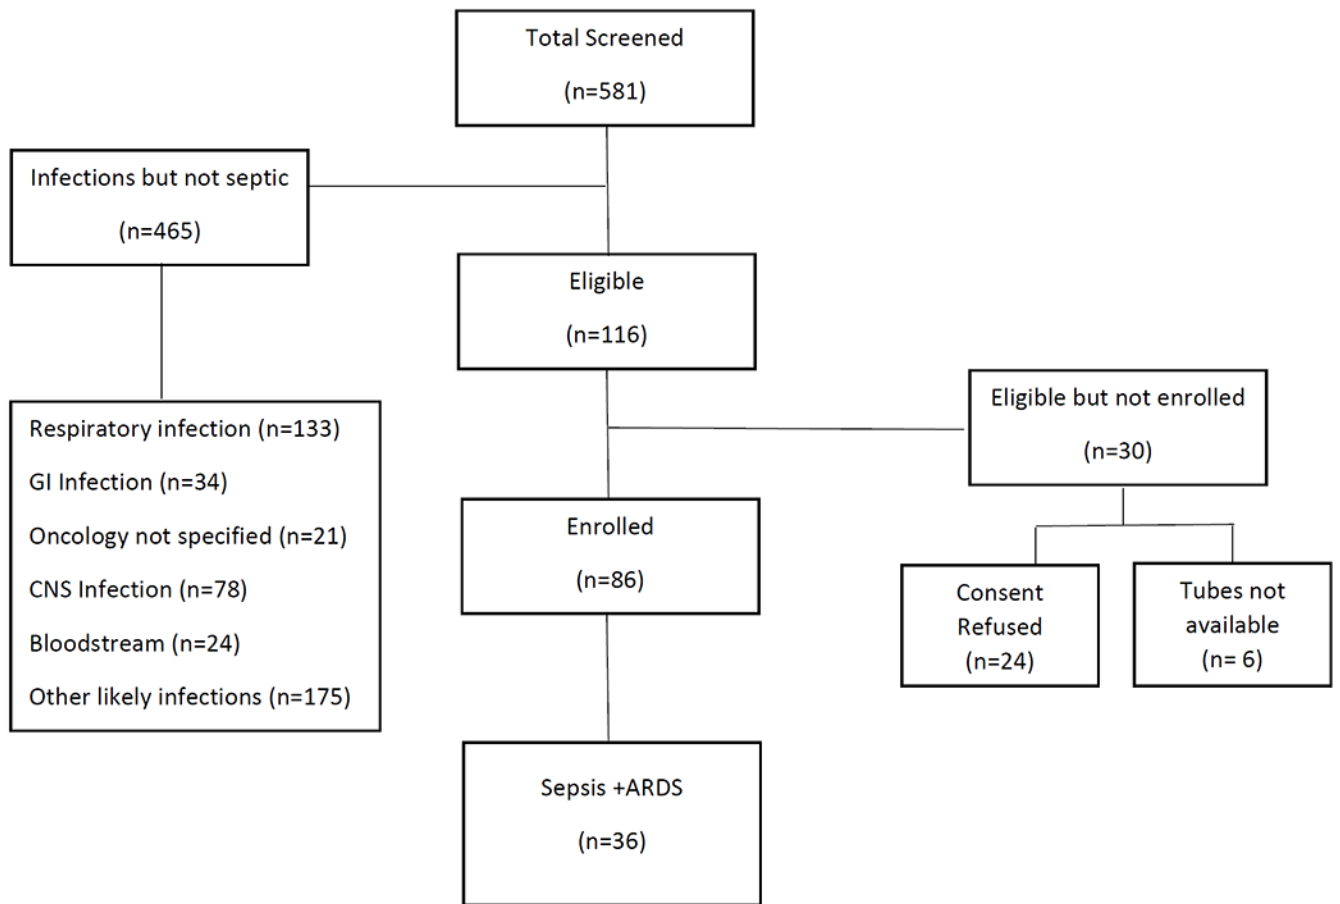 Total Screened
(n=581)
Infections but not septic
(n=465)
Eligible
(n=116)
Eligible but not enrolled
(n=30)
Respiratory infection (n=133)
GI Infection (n=34)
Oncology not specified (n=21)
CNS Infection (n=78)
Bloodstream (n=24)
Other likely infections (n=175)
Enrolled
(n=86)
Consent
Refused
(n=24)
Tubes not
available
(n= 6)
Sepsis +ARDS
(n=36)